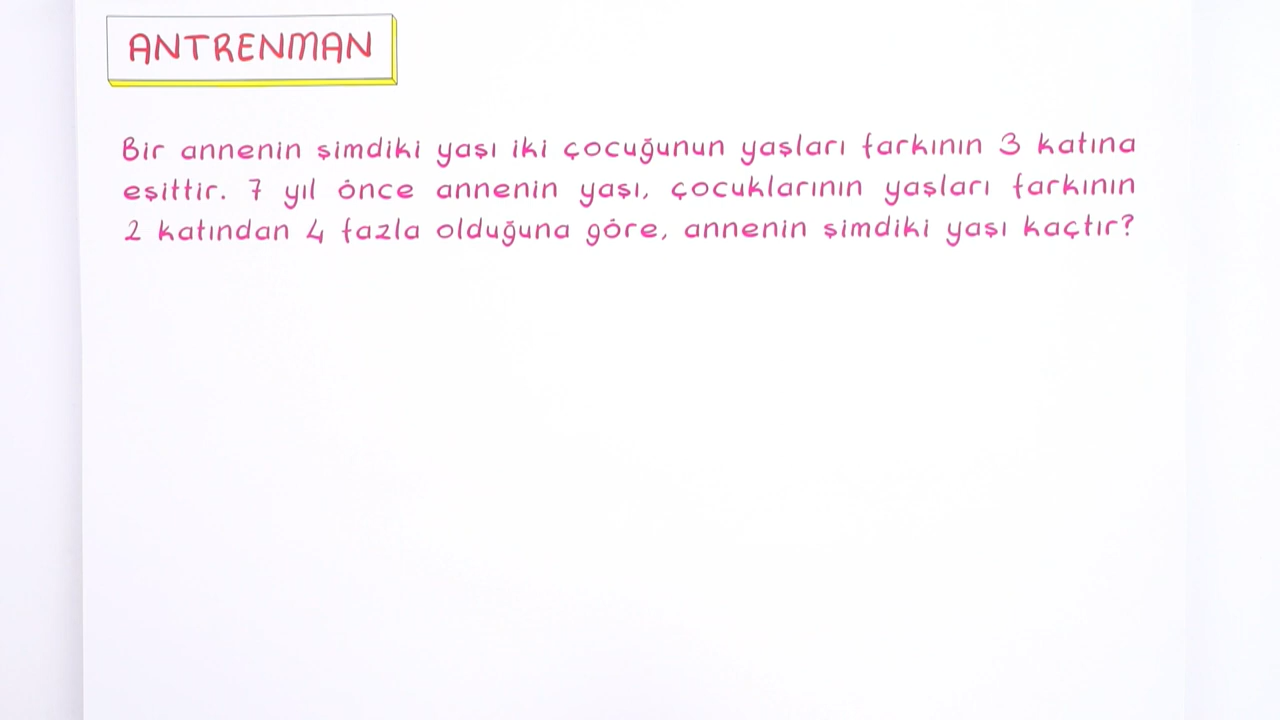 ANTRENMAN
Bir annenin şimdiki yaşı iki çocuğunun yaşları farkının 3 katına
eşittir. 7 yıl önce annenin yaşı, çocuklarının yaşları farkının
2 katından 4 fazla olduğuna göre, annenin şimdiki yaşı kaçtır?